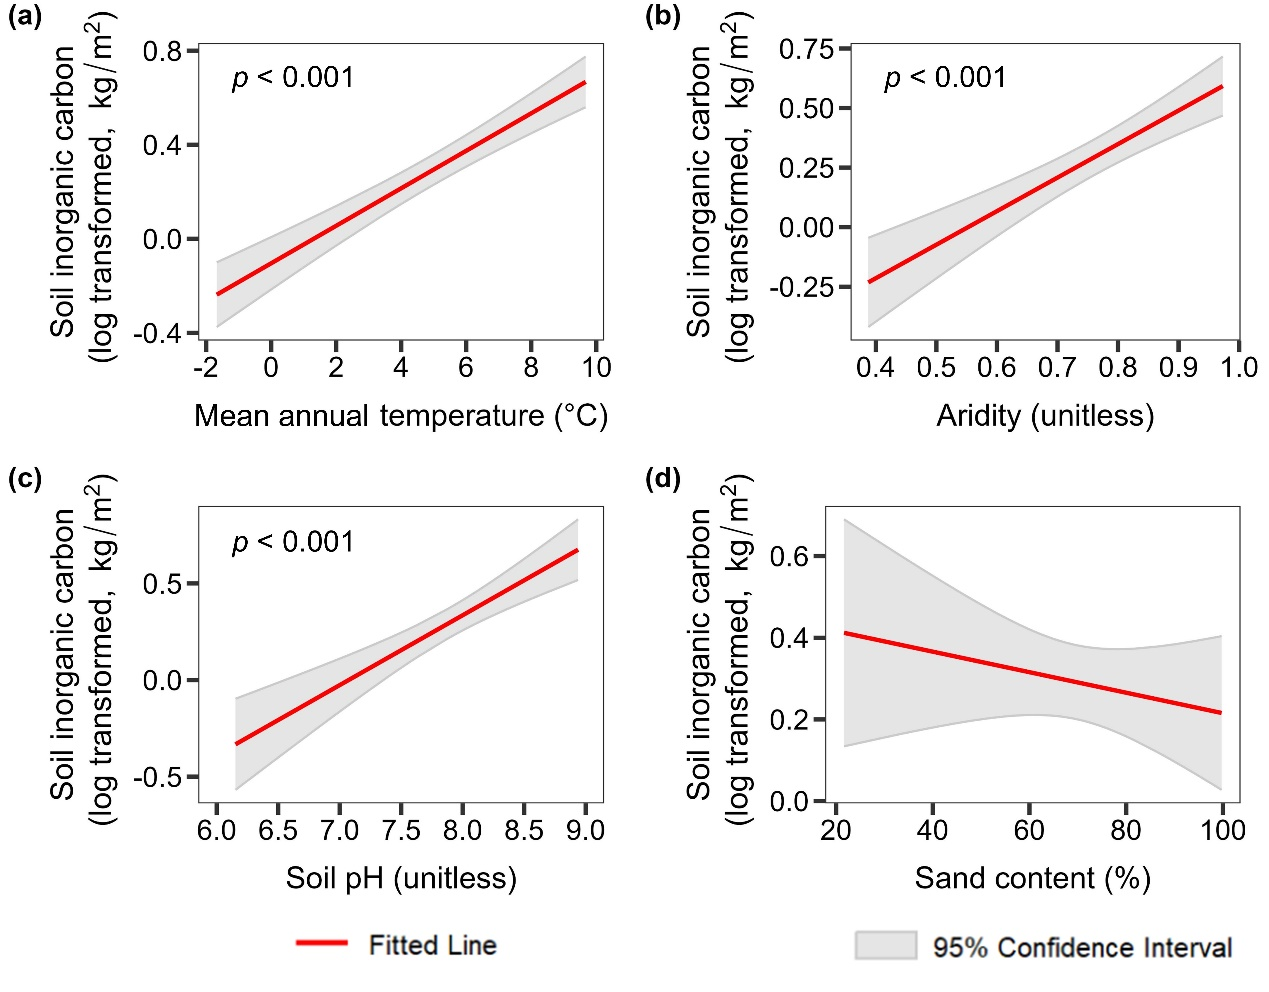 (a)
Soil inorganic carbon
(log transformed, kg/m²)
0.8
0.4
0.0
-0.4
p < 0.001
-2 0 2 4 6 8 10
Mean annual temperature (°C)
(b)
Soil inorganic carbon
(log transformed, kg/m²)
0.75
0.50
0.25
0.00
-0.25
p < 0.001
0.4 0.5 0.6 0.7 0.8 0.9 1.0
Aridity (unitless)
(c)
Soil inorganic carbon
(log transformed, kg/m²)
0.5
0.0
-0.5
p < 0.001
6.0 6.5 7.0 7.5 8.0 8.5 9.0
Soil pH (unitless)
(d)
Soil inorganic carbon
(log transformed, kg/m²)
0.6
0.4
0.2
0.0
20 40 60 80 100
Sand content (%)
Fitted Line
95% Confidence Interval